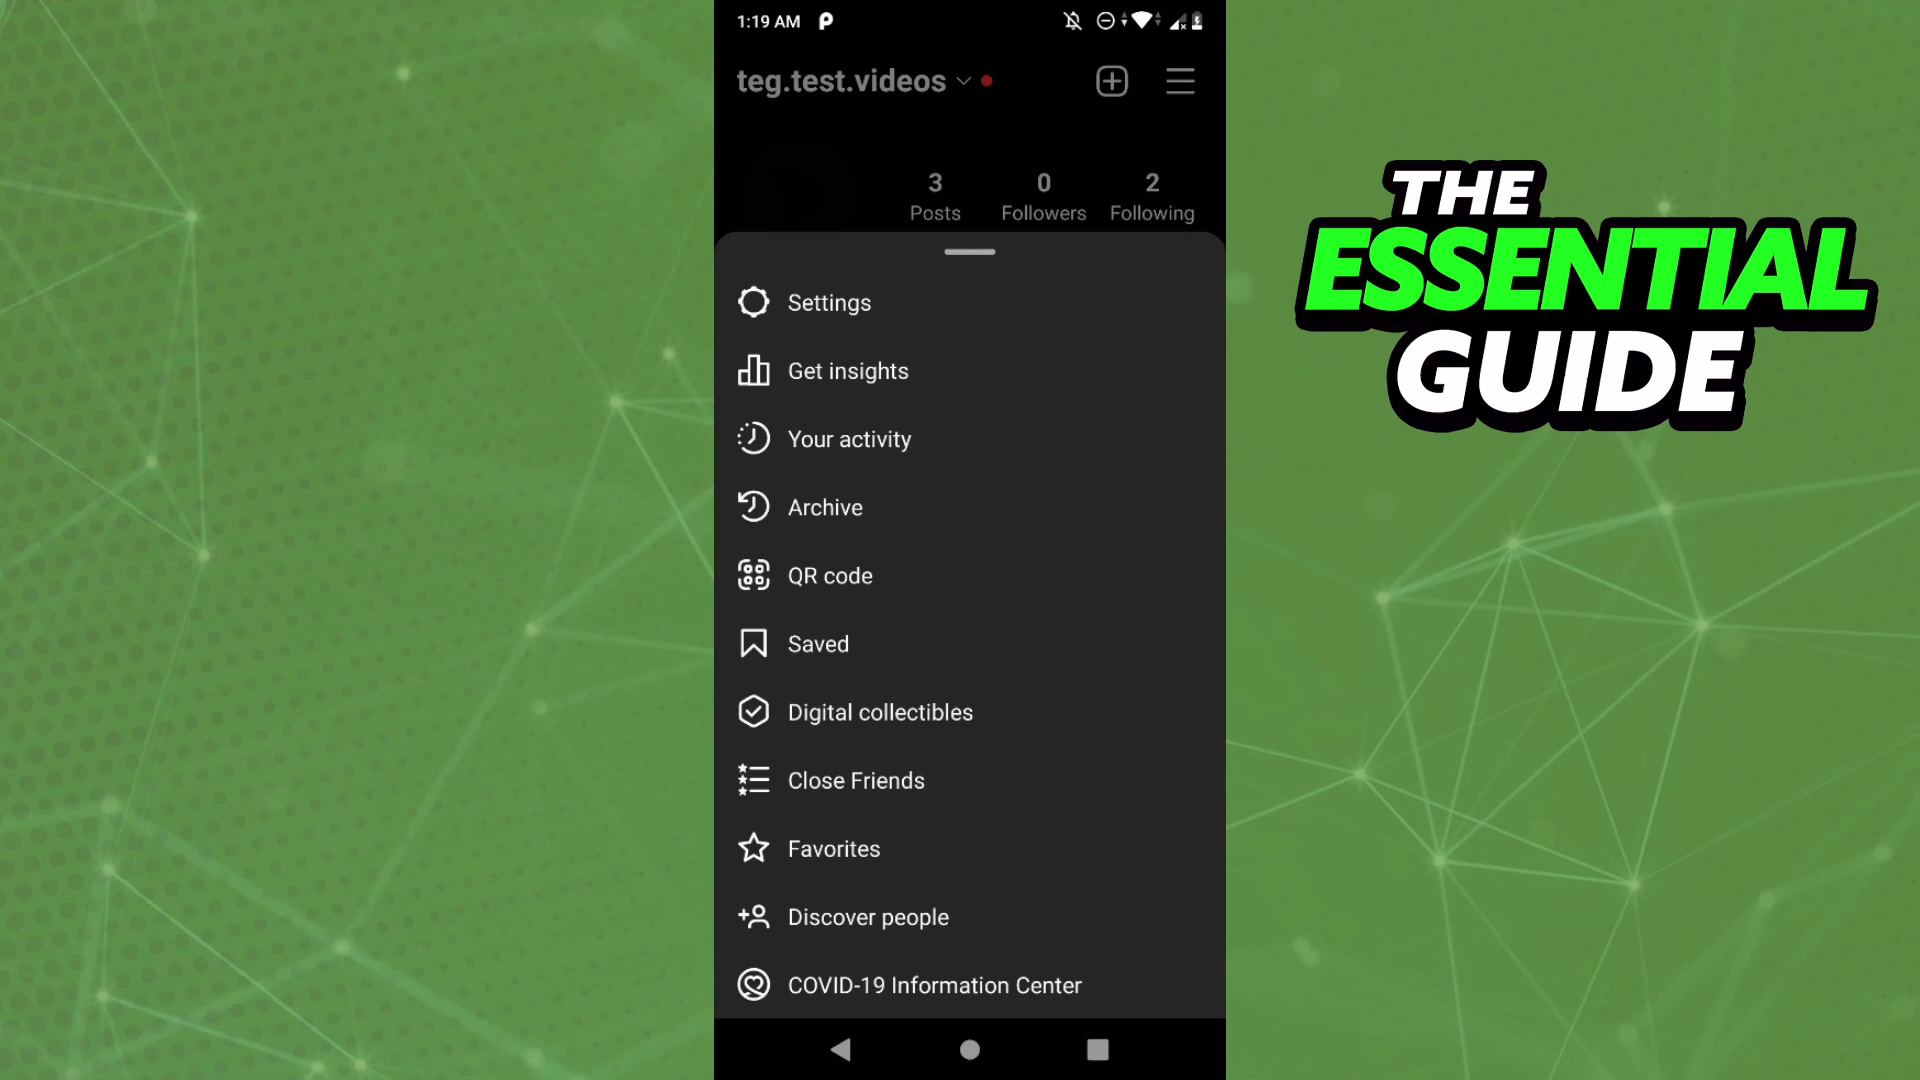 1:19 AM
teg.test.videos
3
0
2
Posts
Followers
Following
Settings
Get insights
Your activity
Archive
QR code
Saved
Digital collectibles
Close Friends
Favorites
Discover people
COVID-19 Information Center
THE
ESSENTIAL
GUIDE